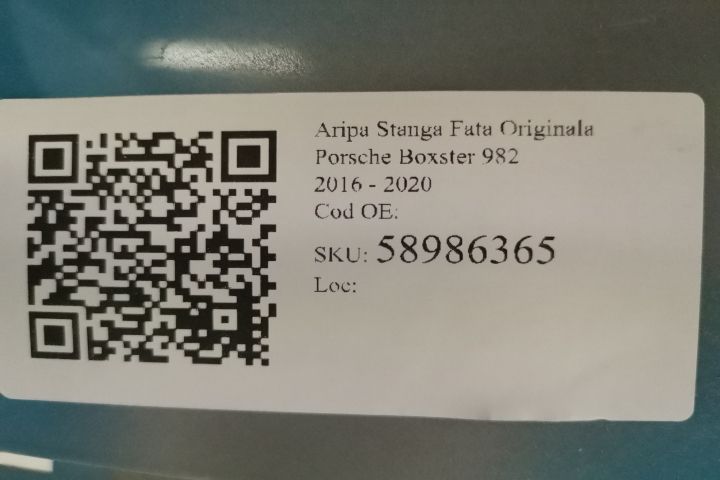 Aripa Stanga Fata Originala
Porsche Boxster 982
2016 - 2020
Cod OE:
SKU: 58986365
Loc: